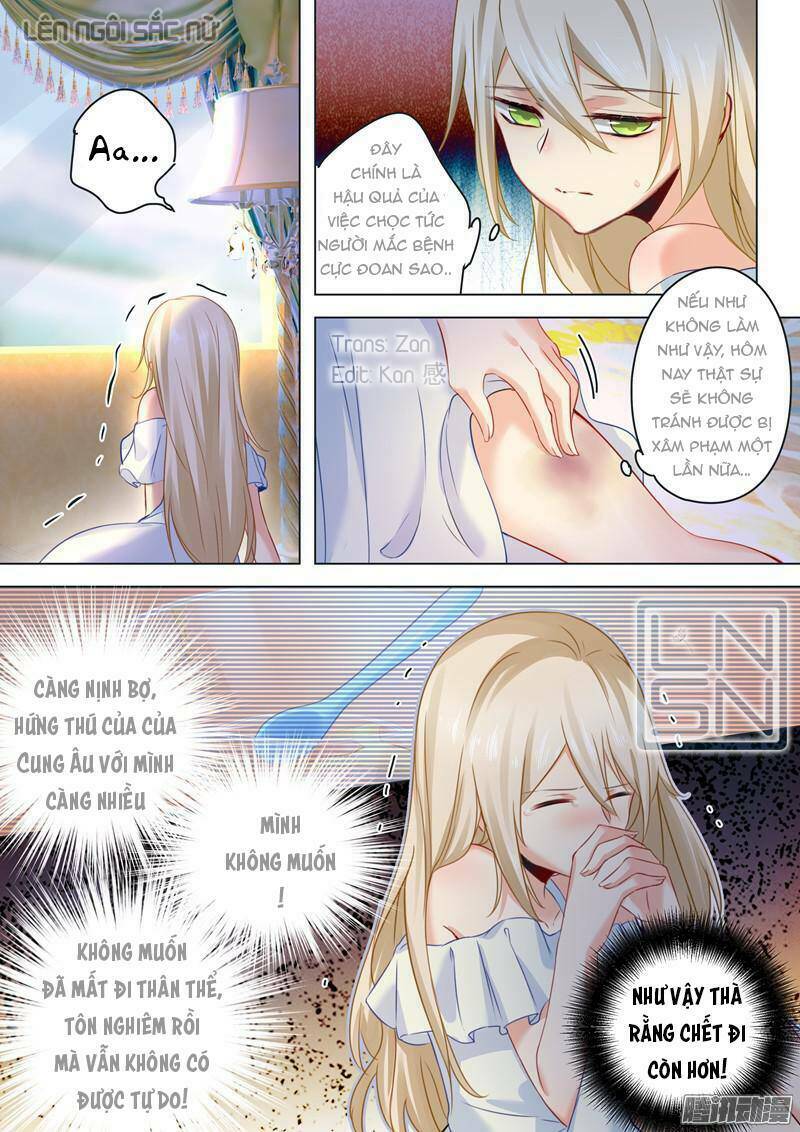 LÊN NGÔI SẮC NỮ
Aa...
ĐÂY
CHÍNH LÀ
HẬU QUẢ CỦA
VIỆC CHỌC TỨC
NGƯỜI MẮC BỆNH
CỰC ĐOAN SAO..
Trans: Zan
Edit: Kan 感
NẾU NHƯ
KHÔNG LÀM
NHƯ VẬY, HÔM
NAY THẬT SỰ
SẼ KHÔNG
TRÁNH ĐƯỢC BỊ
XÂM PHẠM MỘT
LẦN NỮA...
LN
SN
CÀNG NỊNH BỢ,
HỨNG THÚ CỦA CỦA
CUNG ÂU VỚI MÌNH
CÀNG NHIỀU
MÌNH
KHÔNG MUỐN
!
KHÔNG MUỐN
ĐÃ MẤT ĐI THÂN THỂ,
TÔN NGHIÊM RỒI
MÀ VẪN KHÔNG CÓ
ĐƯỢC TỰ DO!
NHƯ VẬY THÀ
RẰNG CHẾT ĐI
CÒN HƠN!
腾讯动漫